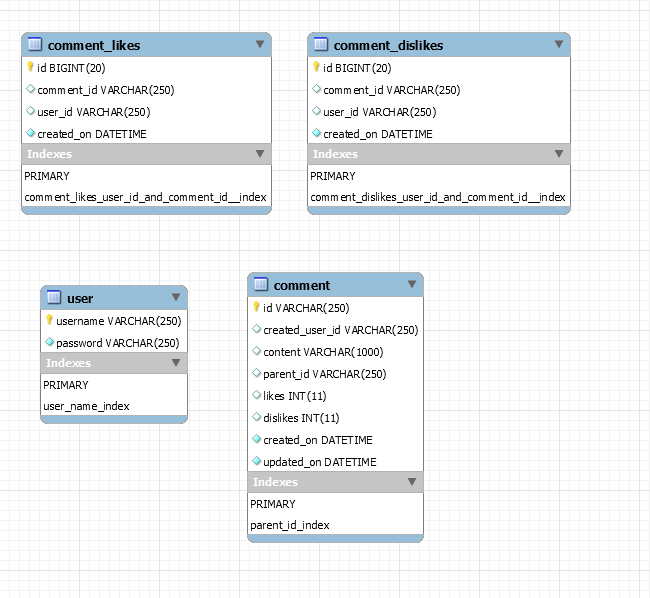 comment_likes
id BIGINT(20)
comment_id VARCHAR(250)
user_id VARCHAR(250)
created_on DATETIME
Indexes
PRIMARY
comment_likes_user_id_and_comment_id__index
comment_dislikes
id BIGINT(20)
comment_id VARCHAR(250)
user_id VARCHAR(250)
created_on DATETIME
Indexes
PRIMARY
comment_dislikes_user_id_and_comment_id__index
user
username VARCHAR(250)
password VARCHAR(250)
Indexes
PRIMARY
user_name_index
comment
id VARCHAR(250)
created_user_id VARCHAR(250)
content VARCHAR(1000)
parent_id VARCHAR(250)
likes INT(11)
dislikes INT(11)
created_on DATETIME
updated_on DATETIME
Indexes
PRIMARY
parent_id_index